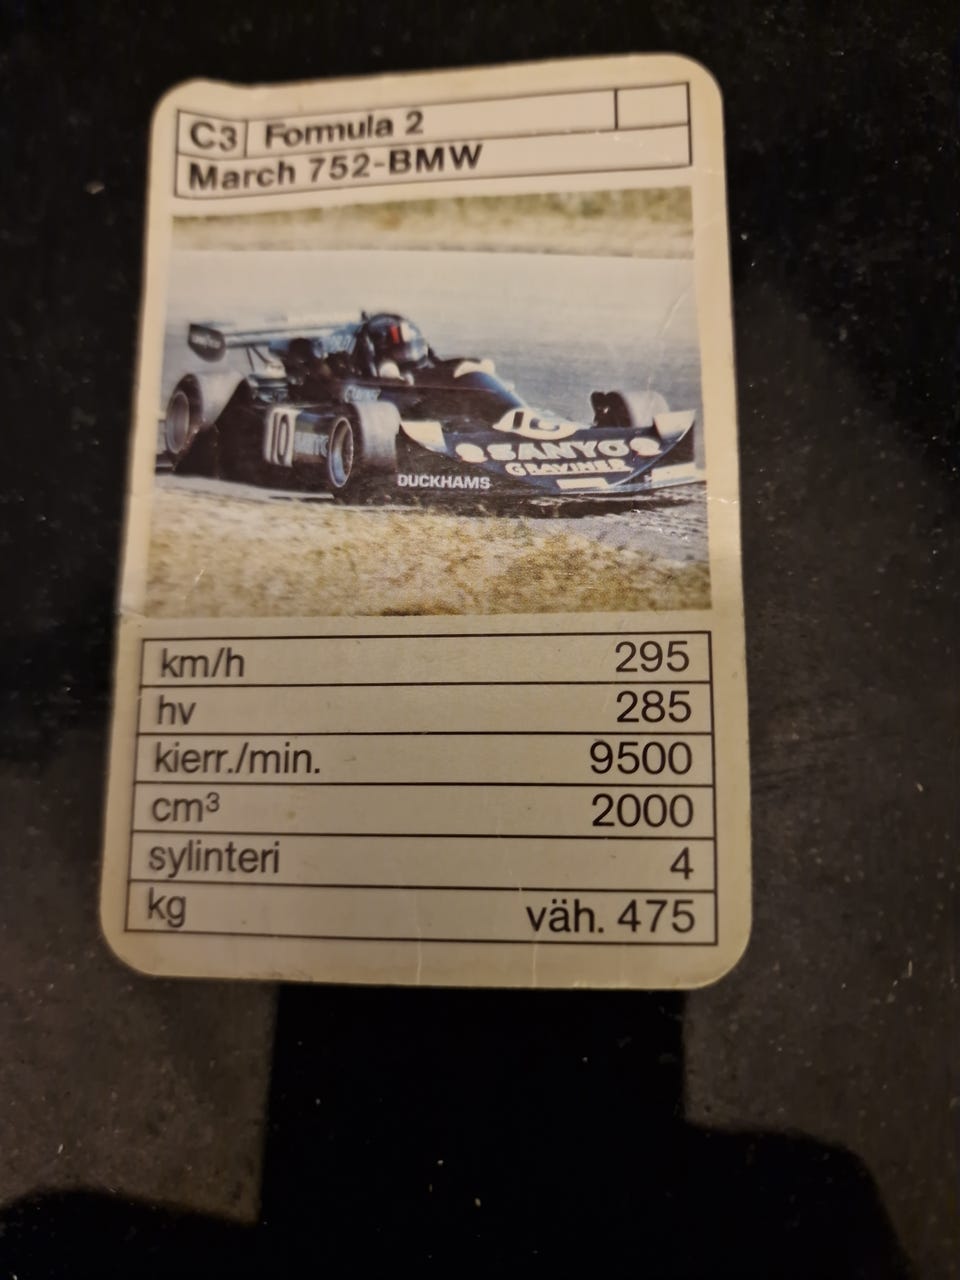 C3 Formula 2
March 752-BMW
10
SANYO
GRAVINER
DUCKHAMS
km/h 295
hv 285
kierr./min. 9500
cm³ 2000
sylinteri 4
kg väh. 475